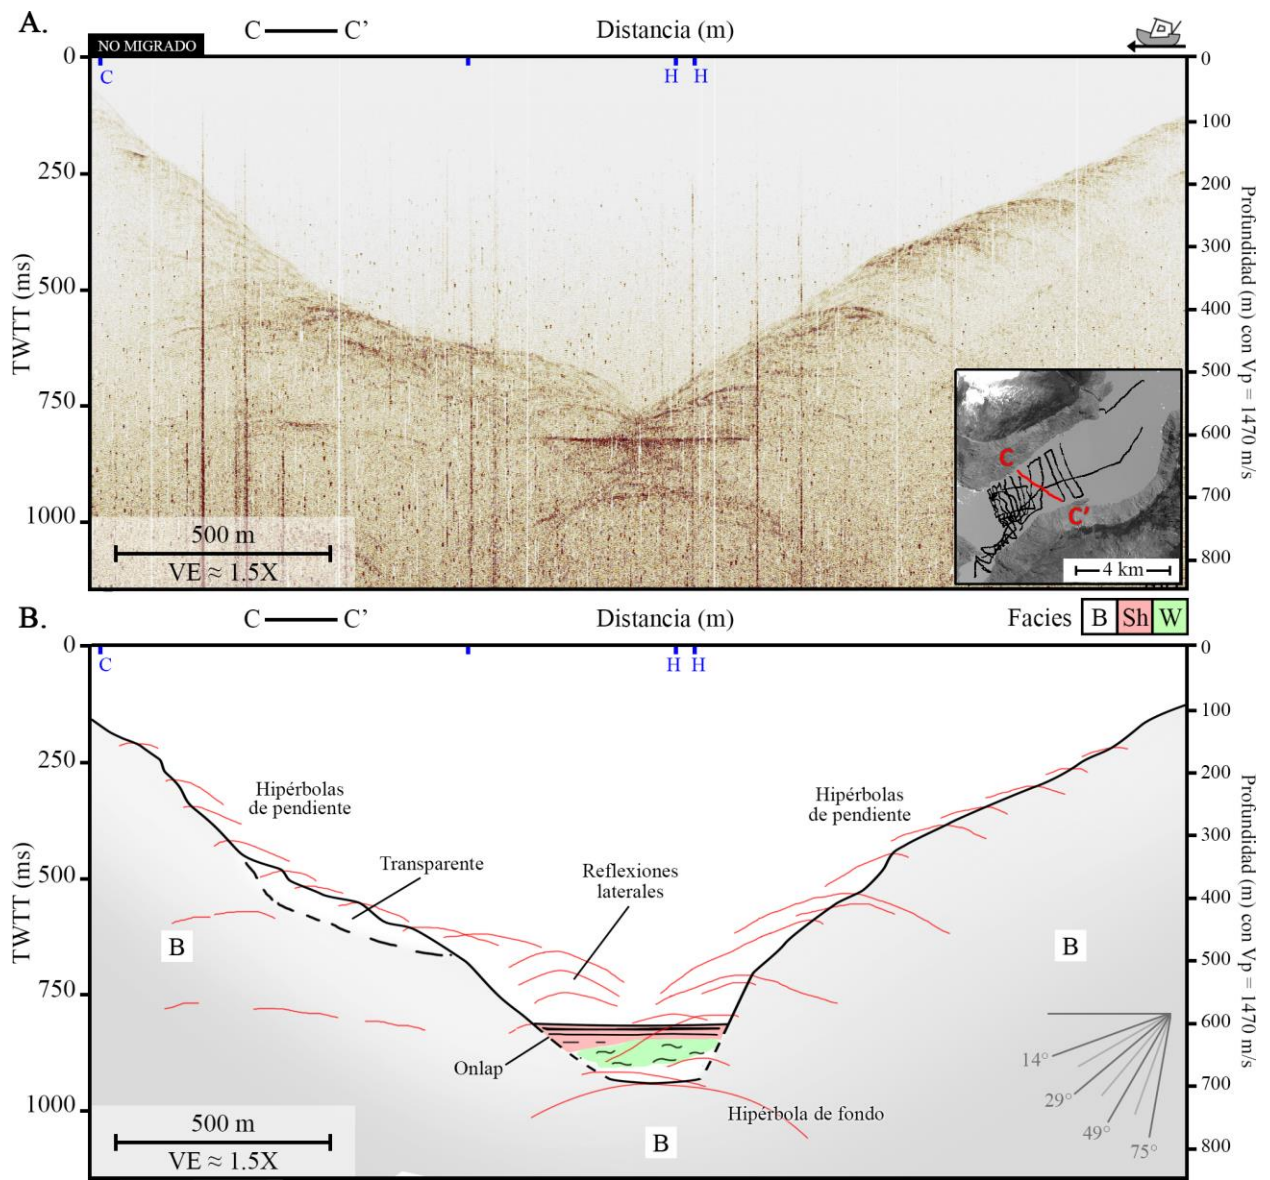 A.
C
C’
Distancia (m)
NO MIGRADO
0
250
500
750
1000
TWTT (ms)
C
H
H
0
100
200
300
400
500
600
700
800
Profundidad (m) con Vp = 1470 m/s
C
C'
4 km
500 m
VE ≈ 1.5X
B.
C
C’
Distancia (m)
Facies
B
Sh
W
0
250
500
750
1000
TWTT (ms)
C
H
H
0
100
200
300
400
500
600
700
800
Profundidad (m) con Vp = 1470 m/s
Hipérbolas
de pendiente
Hipérbolas
de pendiente
Transparente
Reflexiones
laterales
B
B
Onlap
Hipérbola de fondo
B
14°
29°
49°
75°
500 m
VE ≈ 1.5X